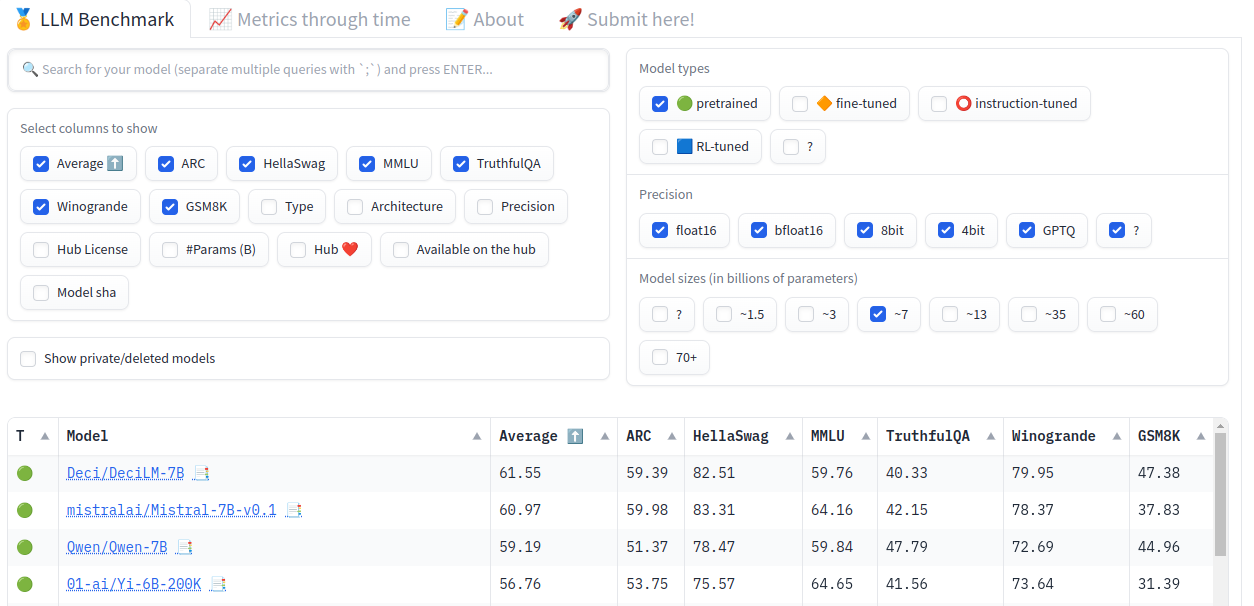 LLM Benchmark Metrics through time About Submit here!
Search for your model (separate multiple queries with `;`) and press ENTER...
Select columns to show
Average ARC HellaSwag MMLU TruthfulQA
Winogrande GSM8K Type Architecture Precision
Hub License #Params (B) Hub ❤️ Available on the hub
Model sha
Show private/deleted models
Model types
pretrained fine-tuned instruction-tuned
RL-tuned ?
Precision
float16 bfloat16 8bit 4bit GPTQ ?
Model sizes (in billions of parameters)
? ~1.5 ~3 ~7 ~13 ~35 ~60
70+
T Model Average ARC HellaSwag MMLU TruthfulQA Winogrande GSM8K
Deci/DeciLM-7B 61.55 59.39 82.51 59.76 40.33 79.95 47.38
mistralai/Mistral-7B-v0.1 60.97 59.98 83.31 64.16 42.15 78.37 37.83
Qwen/Qwen-7B 59.19 51.37 78.47 59.84 47.79 72.69 44.96
01-ai/Yi-6B-200K 56.76 53.75 75.57 64.65 41.56 73.64 31.39